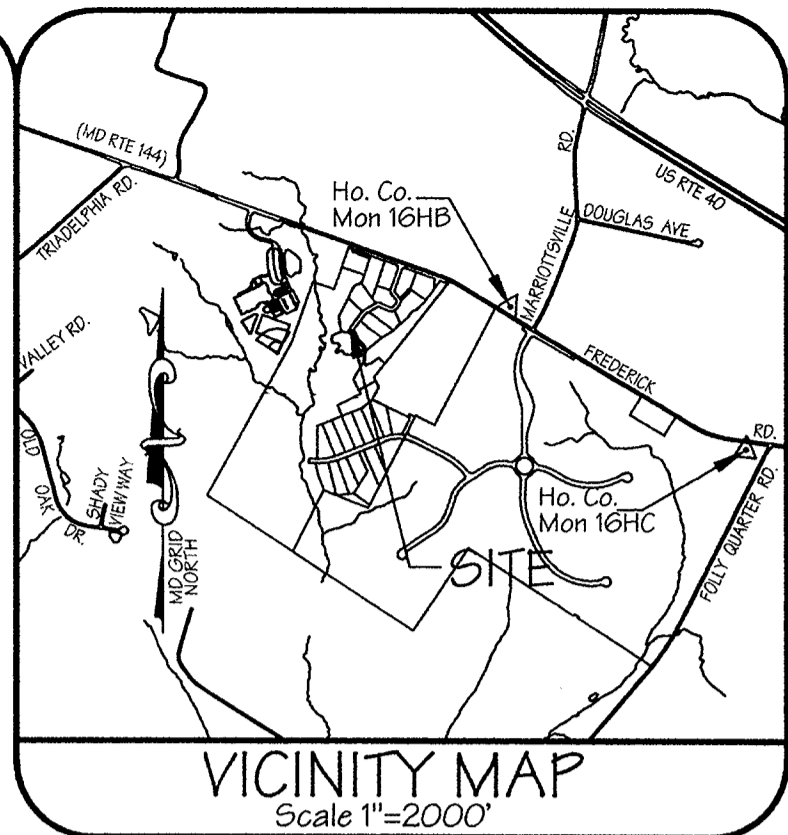 (MD RTE 144)
TRIADELPHIA RD.
Ho. Co.
Mon 16HB
MARRIOTTSVILLE RD.
US RTE 40
DOUGLAS AVE
VALLEY RD.
FREDERICK RD.
OLD OAK DR.
SHADY
VIEW WAY
MD GRID
NORTH
Ho. Co.
Mon 16HC
SITE
FOLLY QUARTER RD.
VICINITY MAP
Scale 1"=2000'